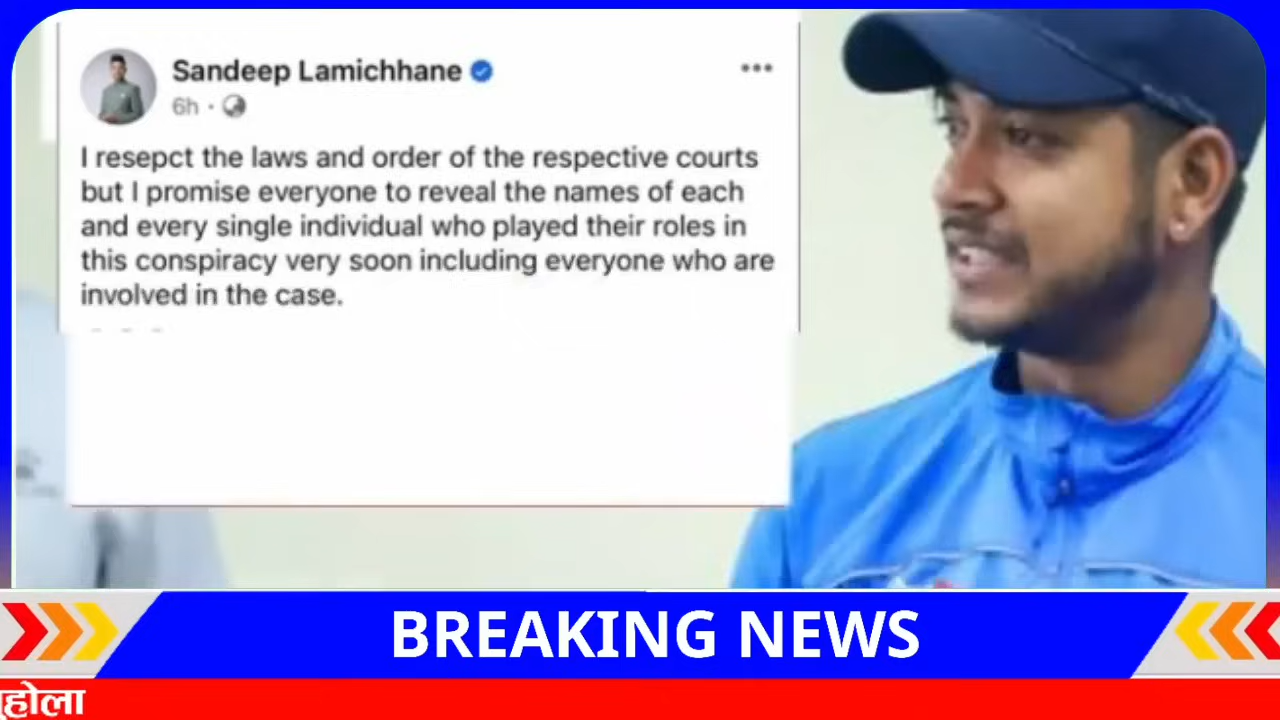 Sandeep Lamichhane
6h ·
I resepct the laws and order of the respective courts
but I promise everyone to reveal the names of each
and every single individual who played their roles in
this conspiracy very soon including everyone who are
involved in the case.
BREAKING NEWS
होला